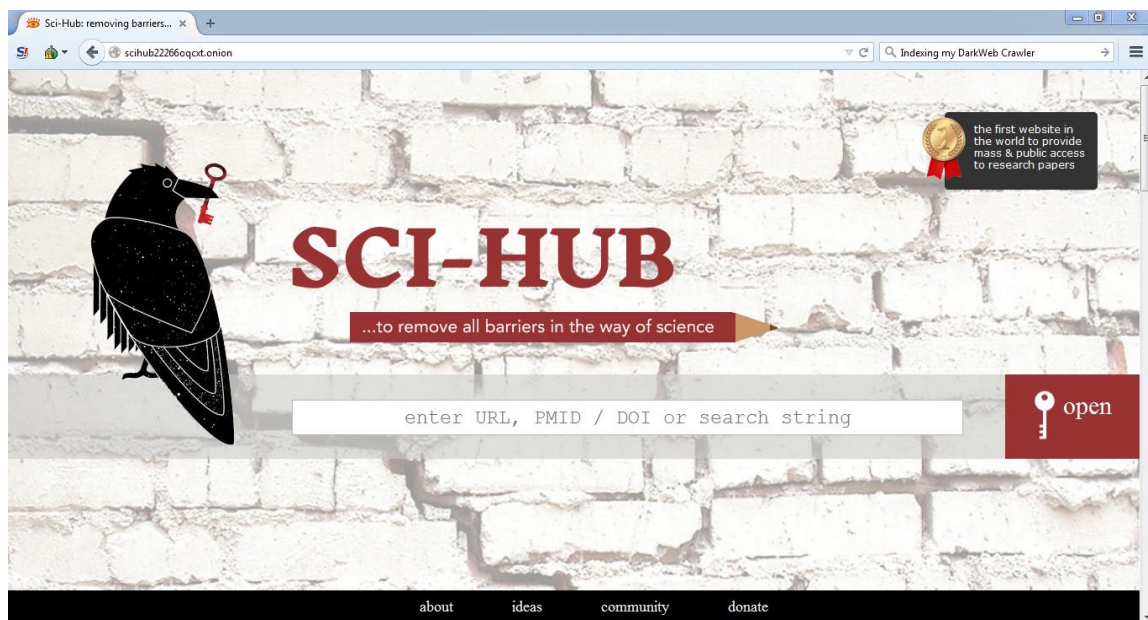 Sci-Hub: removing barriers...
scihub22266oqcxt.onion
Indexing my DarkWeb Crawler
the first website in
the world to provide
mass & public access
to research papers
SCI-HUB
...to remove all barriers in the way of science
enter URL, PMID / DOI or search string
open
about ideas community donate